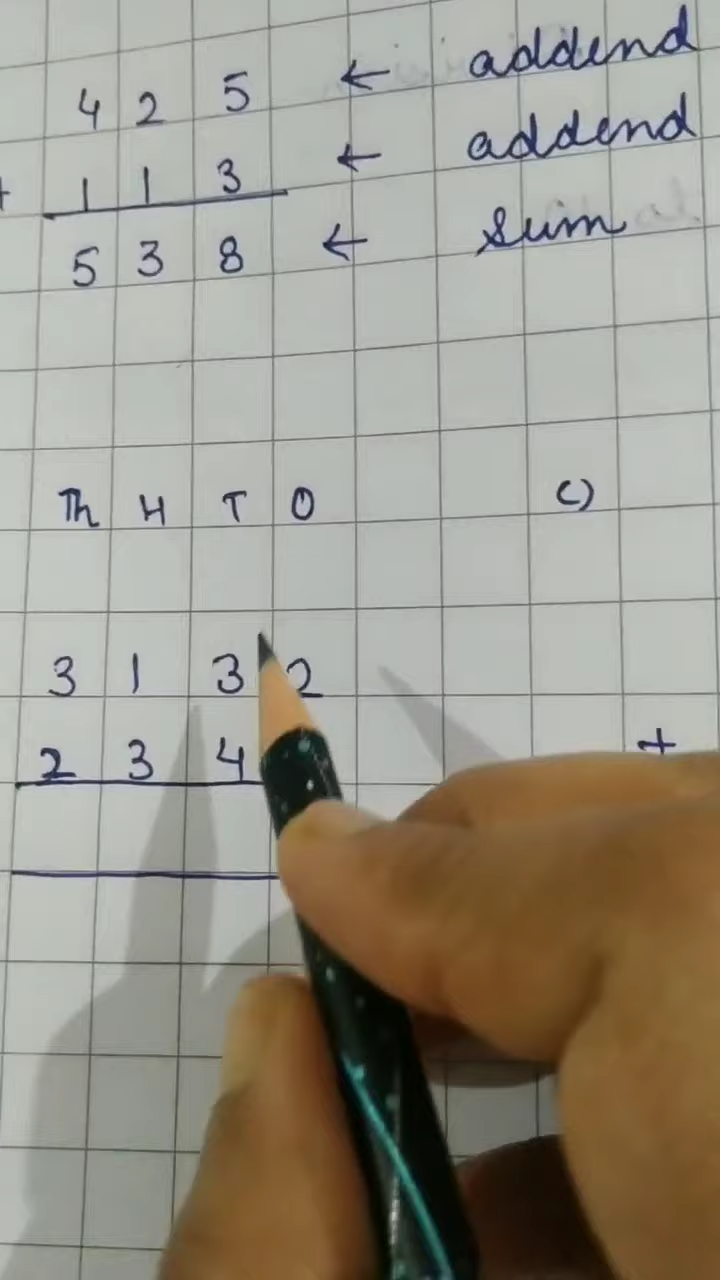 4 2 5 ← addend
+ 1 1 3 ← addend
5 3 8 ← sum
Th H T O C)
3 1 3 2
2 3 4
+